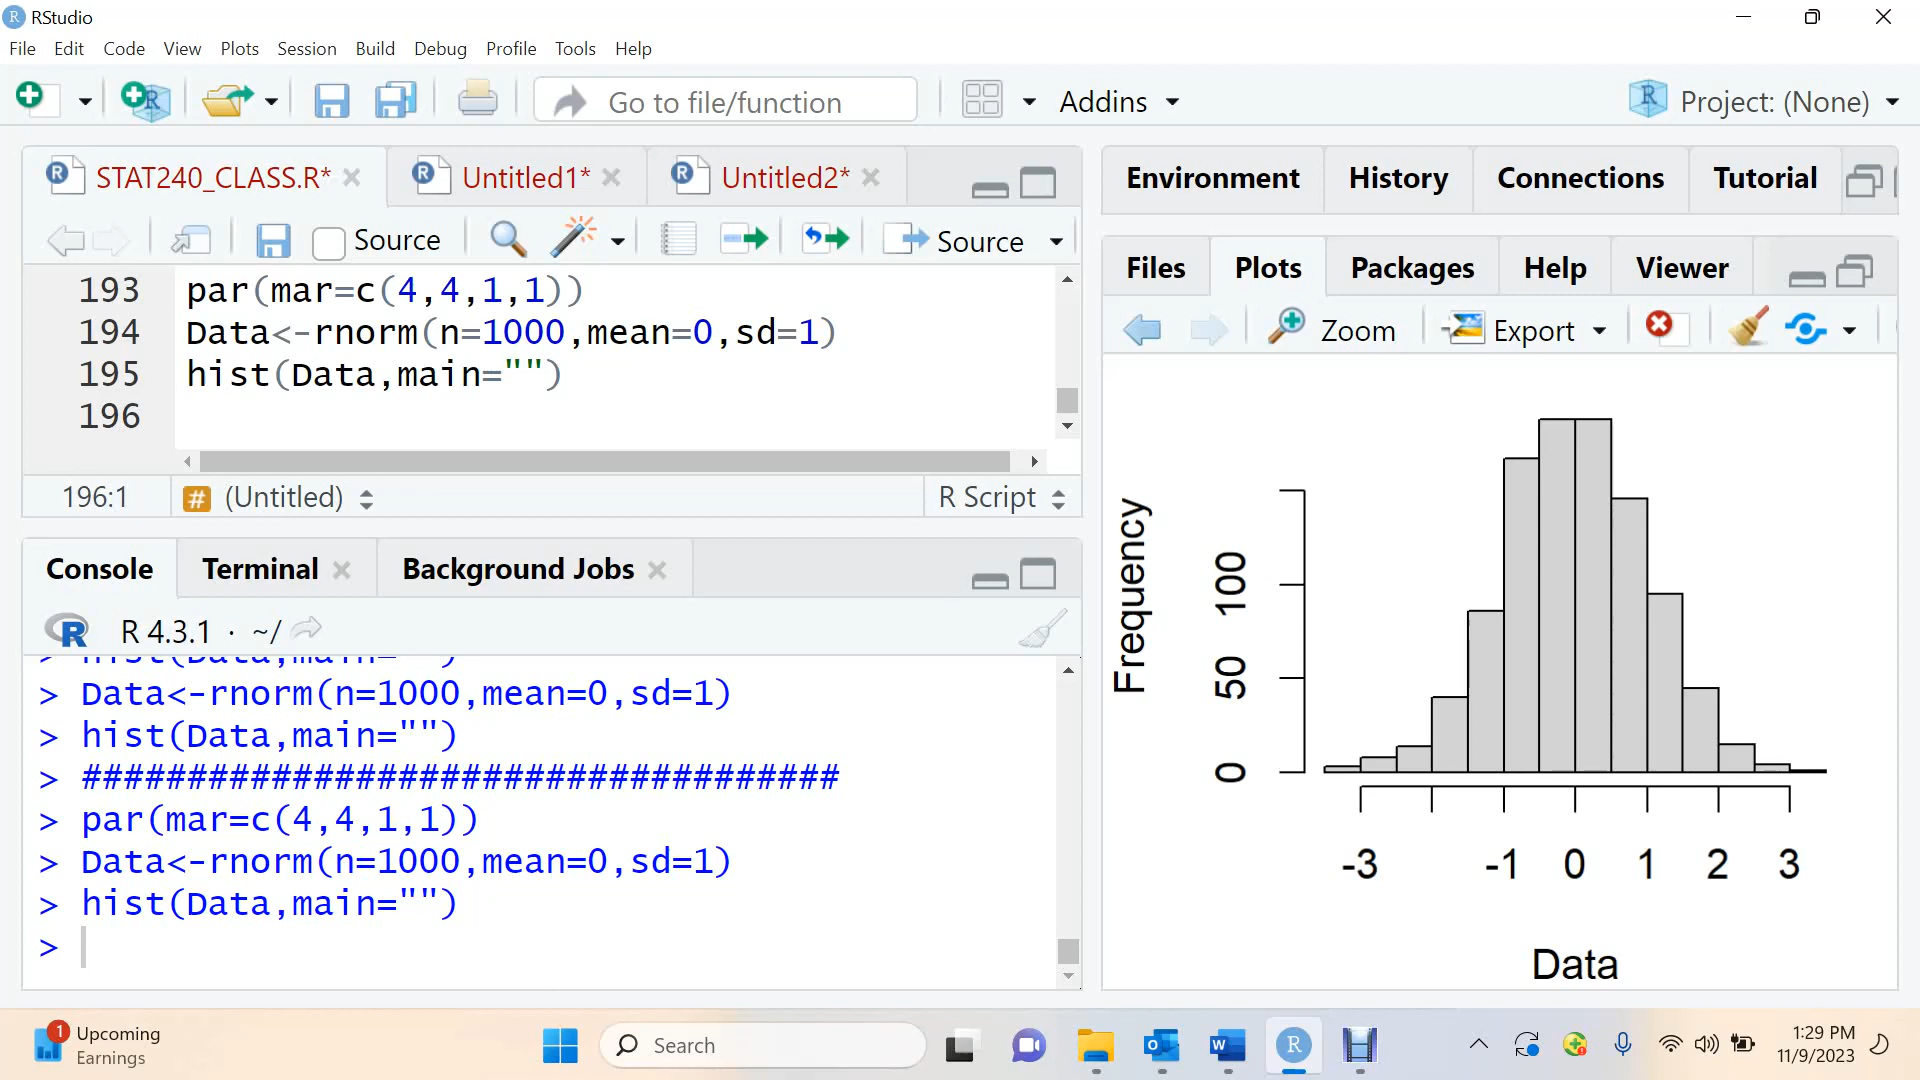 RStudio
File Edit Code View Plots Session Build Debug Profile Tools Help
Go to file/function
Addins
Project: (None)
STAT240_CLASS.R* Untitled1* Untitled2*
Source Source
193 par(mar=c(4,4,1,1))
194 Data<-rnorm(n=1000,mean=0,sd=1)
195 hist(Data,main="")
196
196:1 # (Untitled) R Script
Console Terminal Background Jobs
R 4.3.1 · ~/
> hist(Data,main="")
> Data<-rnorm(n=1000,mean=0,sd=1)
> hist(Data,main="")
> ####################################
> par(mar=c(4,4,1,1))
> Data<-rnorm(n=1000,mean=0,sd=1)
> hist(Data,main="")
>
Environment History Connections Tutorial
Files Plots Packages Help Viewer
Zoom Export
Frequency
0 50 100
-3 -1 0 1 2 3
Data
1
Upcoming
Earnings
Search
1:29 PM
11/9/2023